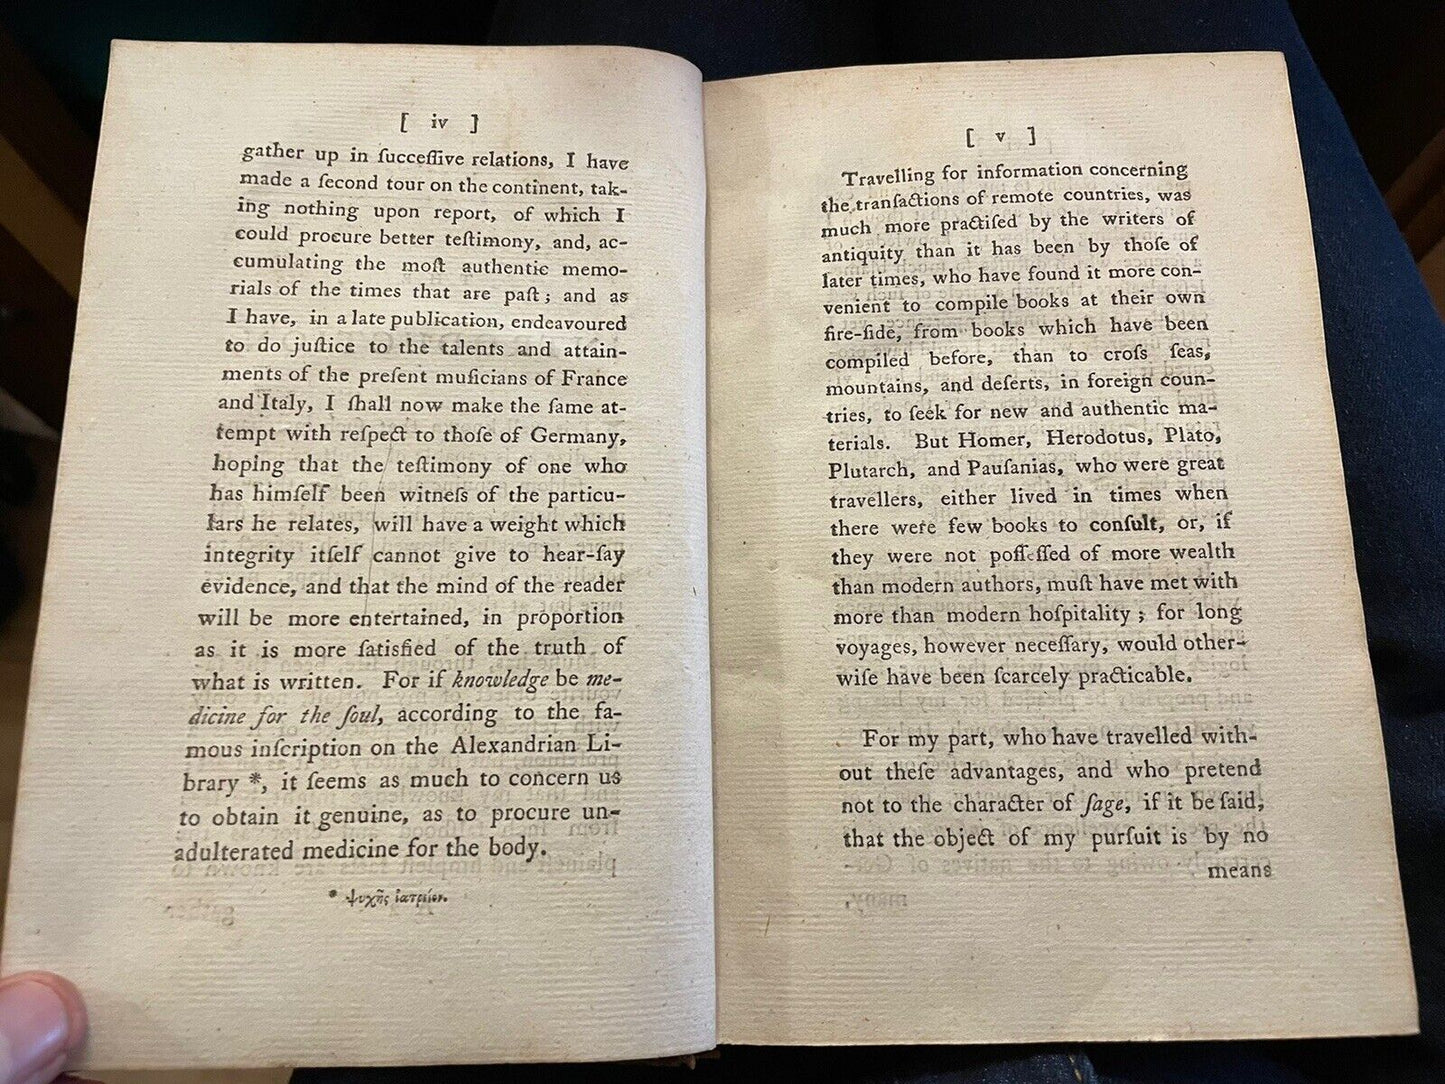 [ iv ]
gather up in ſucceſſive relations, I have
made a ſecond tour on the continent, tak-
ing nothing upon report, of which I
could procure better teſtimony, and, ac-
cumulating the moſt authentic memo-
rials of the times that are paſt; and as
I have, in a late publication, endeavoured
to do juſtice to the talents and attain-
ments of the preſent muſicians of France
and Italy, I ſhall now make the ſame at-
tempt with reſpect to thoſe of Germany,
hoping that the teſtimony of one who
has himſelf been witneſs of the particu-
lars he relates, will have a weight which
integrity itſelf cannot give to hear-ſay
evidence, and that the mind of the reader
will be more entertained, in proportion
as it is more ſatisfied of the truth of
what is written. For if knowledge be me-
dicine for the ſoul, according to the fa-
mous inſcription on the Alexandrian Li-
brary *, it ſeems as much to concern us
to obtain it genuine, as to procure un-
adulterated medicine for the body.
* ψυχῆς ἰατρεῖον.
[ v ]
Travelling for information concerning
the tranſactions of remote countries, was
much more practiſed by the writers of
antiquity than it has been by thoſe of
later times, who have found it more con-
venient to compile books at their own
fire-ſide, from books which have been
compiled before, than to croſs ſeas,
mountains, and deſerts, in foreign coun-
tries, to ſeek for new and authentic ma-
terials. But Homer, Herodotus, Plato,
Plutarch, and Pauſanias, who were great
travellers, either lived in times when
there were few books to conſult, or, if
they were not poſſeſſed of more wealth
than modern authors, muſt have met with
more than modern hoſpitality; for long
voyages, however neceſſary, would other-
wiſe have been ſcarcely practicable.
For my part, who have travelled with-
out theſe advantages, and who pretend
not to the character of ſage, if it be ſaid,
that the object of my purſuit is by no
means